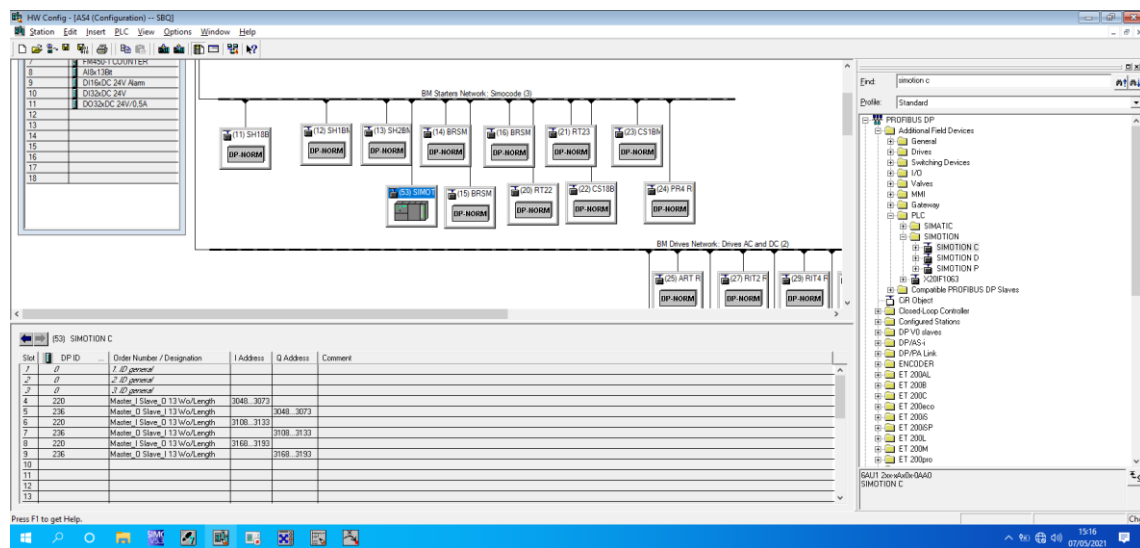 HW Config - [AS4 (Configuration) -- SBQ]
Station Edit Insert PLC View Options Window Help
7 FM450-1 COUNTER
8 AI8x13Bit
9 DI16xDC 24V Alarm
10 DI32xDC 24V
11 DO32xDC 24V/0,5A
12
13
14
15
16
17
18
BM Starters Network: Simocode (3)
(11) SH18B
(12) SH1BM
(13) SH2BM
(14) BRSM
(16) BRSM
(21) RT23
(23) CS1BM
DP-NORM
DP-NORM
DP-NORM
DP-NORM
DP-NORM
DP-NORM
DP-NORM
(53) SIMOT
(15) BRSM
(20) RT22
(22) CS18B
(24) PR4 R
DP-NORM
DP-NORM
DP-NORM
DP-NORM
BM Drives Network: Drives AC and DC (2)
(25) ART R
(27) RIT2 F
(29) RIT4 F
DP-NORM
DP-NORM
DP-NORM
(53) SIMOTION C
Slot DP ID ... Order Number / Designation I Address Q Address Comment
1 0 1. ID general
2 0 2. ID general
3 0 3. ID general
4 220 Master_I Slave_O 13 Wo/Length 3048...3073
5 236 Master_O Slave_I 13 Wo/Length 3048...3073
6 220 Master_I Slave_O 13 Wo/Length 3108...3133
7 236 Master_O Slave_I 13 Wo/Length 3108...3133
8 220 Master_I Slave_O 13 Wo/Length 3168...3193
9 236 Master_O Slave_I 13 Wo/Length 3168...3193
10
11
12
13
Find: simotion c
Profile: Standard
PROFIBUS DP
Additional Field Devices
General
Drives
Switching Devices
I/O
Valves
MMI
Gateway
PLC
SIMATIC
SIMOTION
SIMOTION C
SIMOTION D
SIMOTION P
X20IF1063
Compatible PROFIBUS DP Slaves
CiR Object
Closed-Loop Controller
Configured Stations
DP V0 slaves
DP/AS-i
DP/PA Link
ENCODER
ET 200AL
ET 200B
ET 200C
ET 200eco
ET 200iS
ET 200iSP
ET 200L
ET 200M
ET 200pro
6AU1 2xx-xAx0x-0AA0
SIMOTION C
Press F1 to get Help.
Ch
15:16
07/05/2021